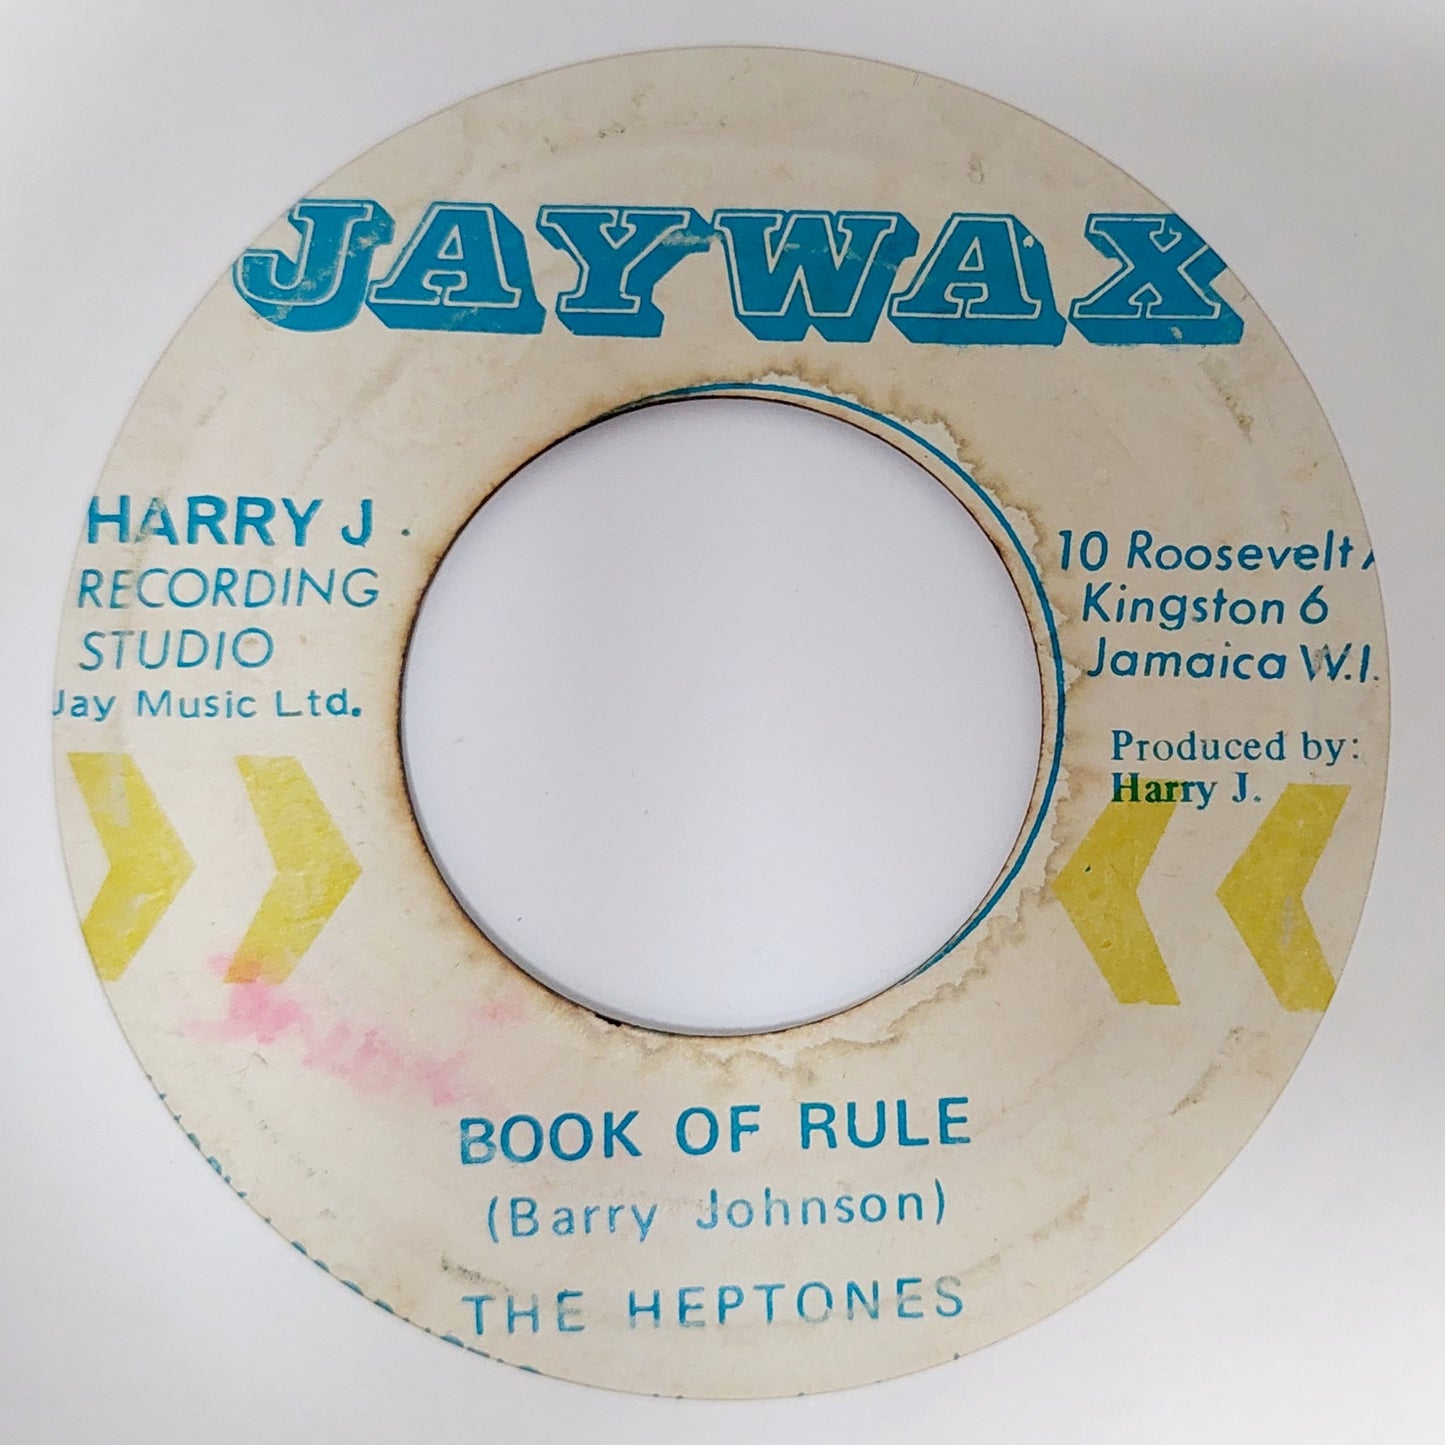 JAYWAX
HARRY J
RECORDING
STUDIO
Jay Music Ltd.
10 Roosevelt
Kingston 6
Jamaica W.I.
Produced by:
Harry J.
BOOK OF RULE
(Barry Johnson)
THE HEPTONES